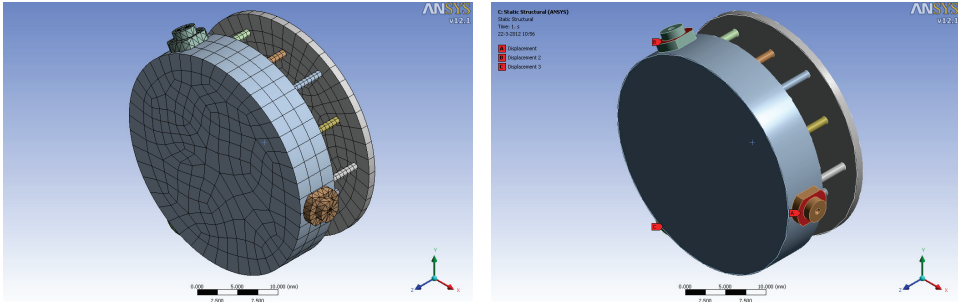 ANSYS
v12.1
0.000 5.000 10.000 (mm)
2.500 7.500
Y
Z X
C: Static Structural (ANSYS)
Static Structural
Time: 1. s
22-3-2012 10:56
A Displacement
B Displacement 2
C Displacement 3
ANSYS
v12.1
B
A
C
0.000 5.000 10.000 (mm)
2.500 7.500
Y
Z X